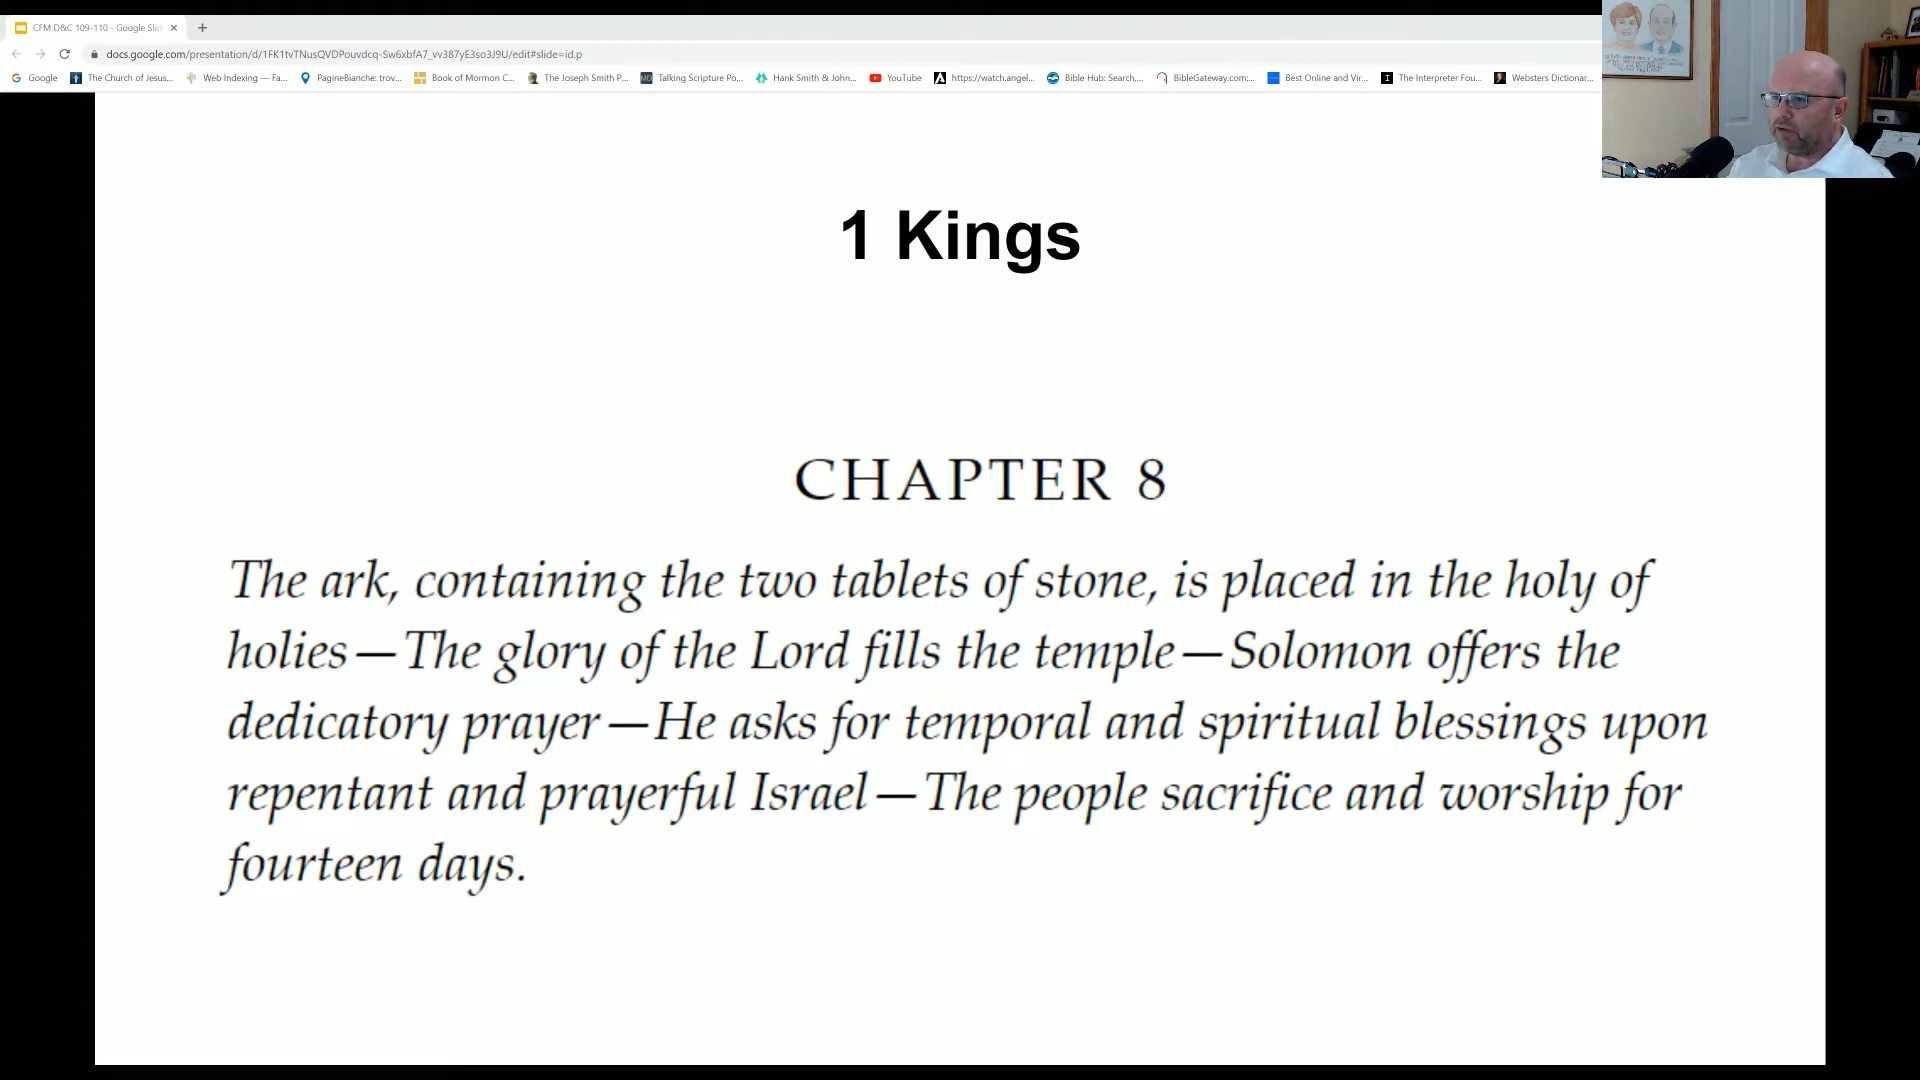 CFM D&C 109-110 - Google Slid
docs.google.com/presentation/d/1FK1tvTNusQVDPouvdcq-Sw6xbfA7_vv387yE3so3J9U/edit#slide=id.p
Google The Church of Jesus... Web Indexing — Fa... PagineBianche: trov... Book of Mormon C... The Joseph Smith P... Talking Scripture Po... Hank Smith & John... YouTube https://watch.angel... Bible Hub: Search,... BibleGateway.com:... Best Online and Vir... The Interpreter Fou... Websters Dictionar...
1 Kings
CHAPTER 8
The ark, containing the two tablets of stone, is placed in the holy of
holies—The glory of the Lord fills the temple—Solomon offers the
dedicatory prayer—He asks for temporal and spiritual blessings upon
repentant and prayerful Israel—The people sacrifice and worship for
fourteen days.